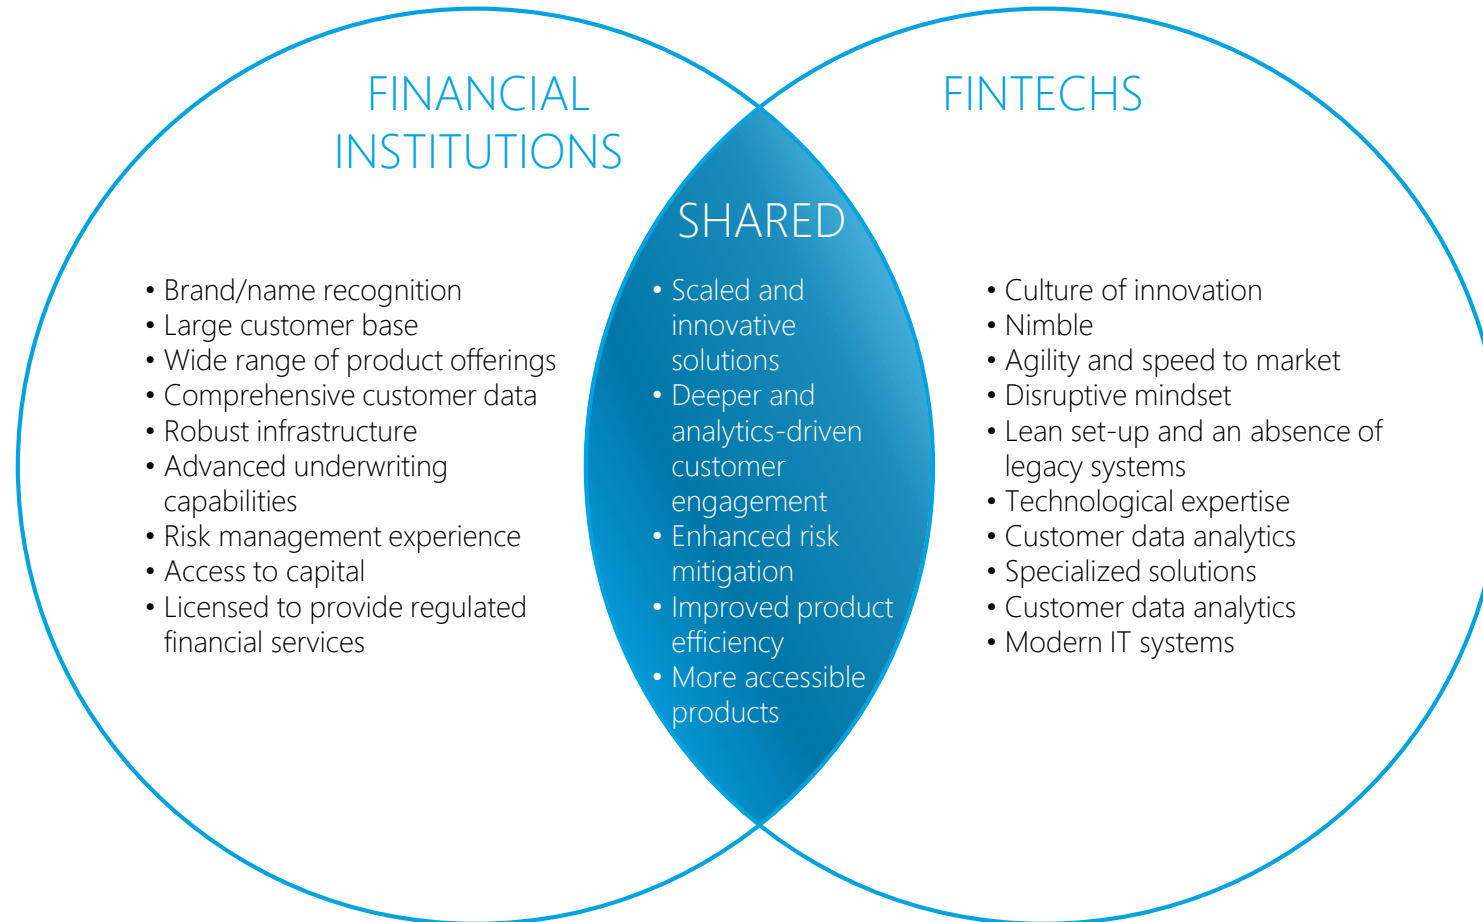 FINANCIAL
INSTITUTIONS
• Brand/name recognition
• Large customer base
• Wide range of product offerings
• Comprehensive customer data
• Robust infrastructure
• Advanced underwriting
capabilities
• Risk management experience
• Access to capital
• Licensed to provide regulated
financial services
SHARED
• Scaled and
innovative
solutions
• Deeper and
analytics-driven
customer
engagement
• Enhanced risk
mitigation
• Improved product
efficiency
• More accessible
products
FINTECHS
• Culture of innovation
• Nimble
• Agility and speed to market
• Disruptive mindset
• Lean set-up and an absence of
legacy systems
• Technological expertise
• Customer data analytics
• Specialized solutions
• Customer data analytics
• Modern IT systems